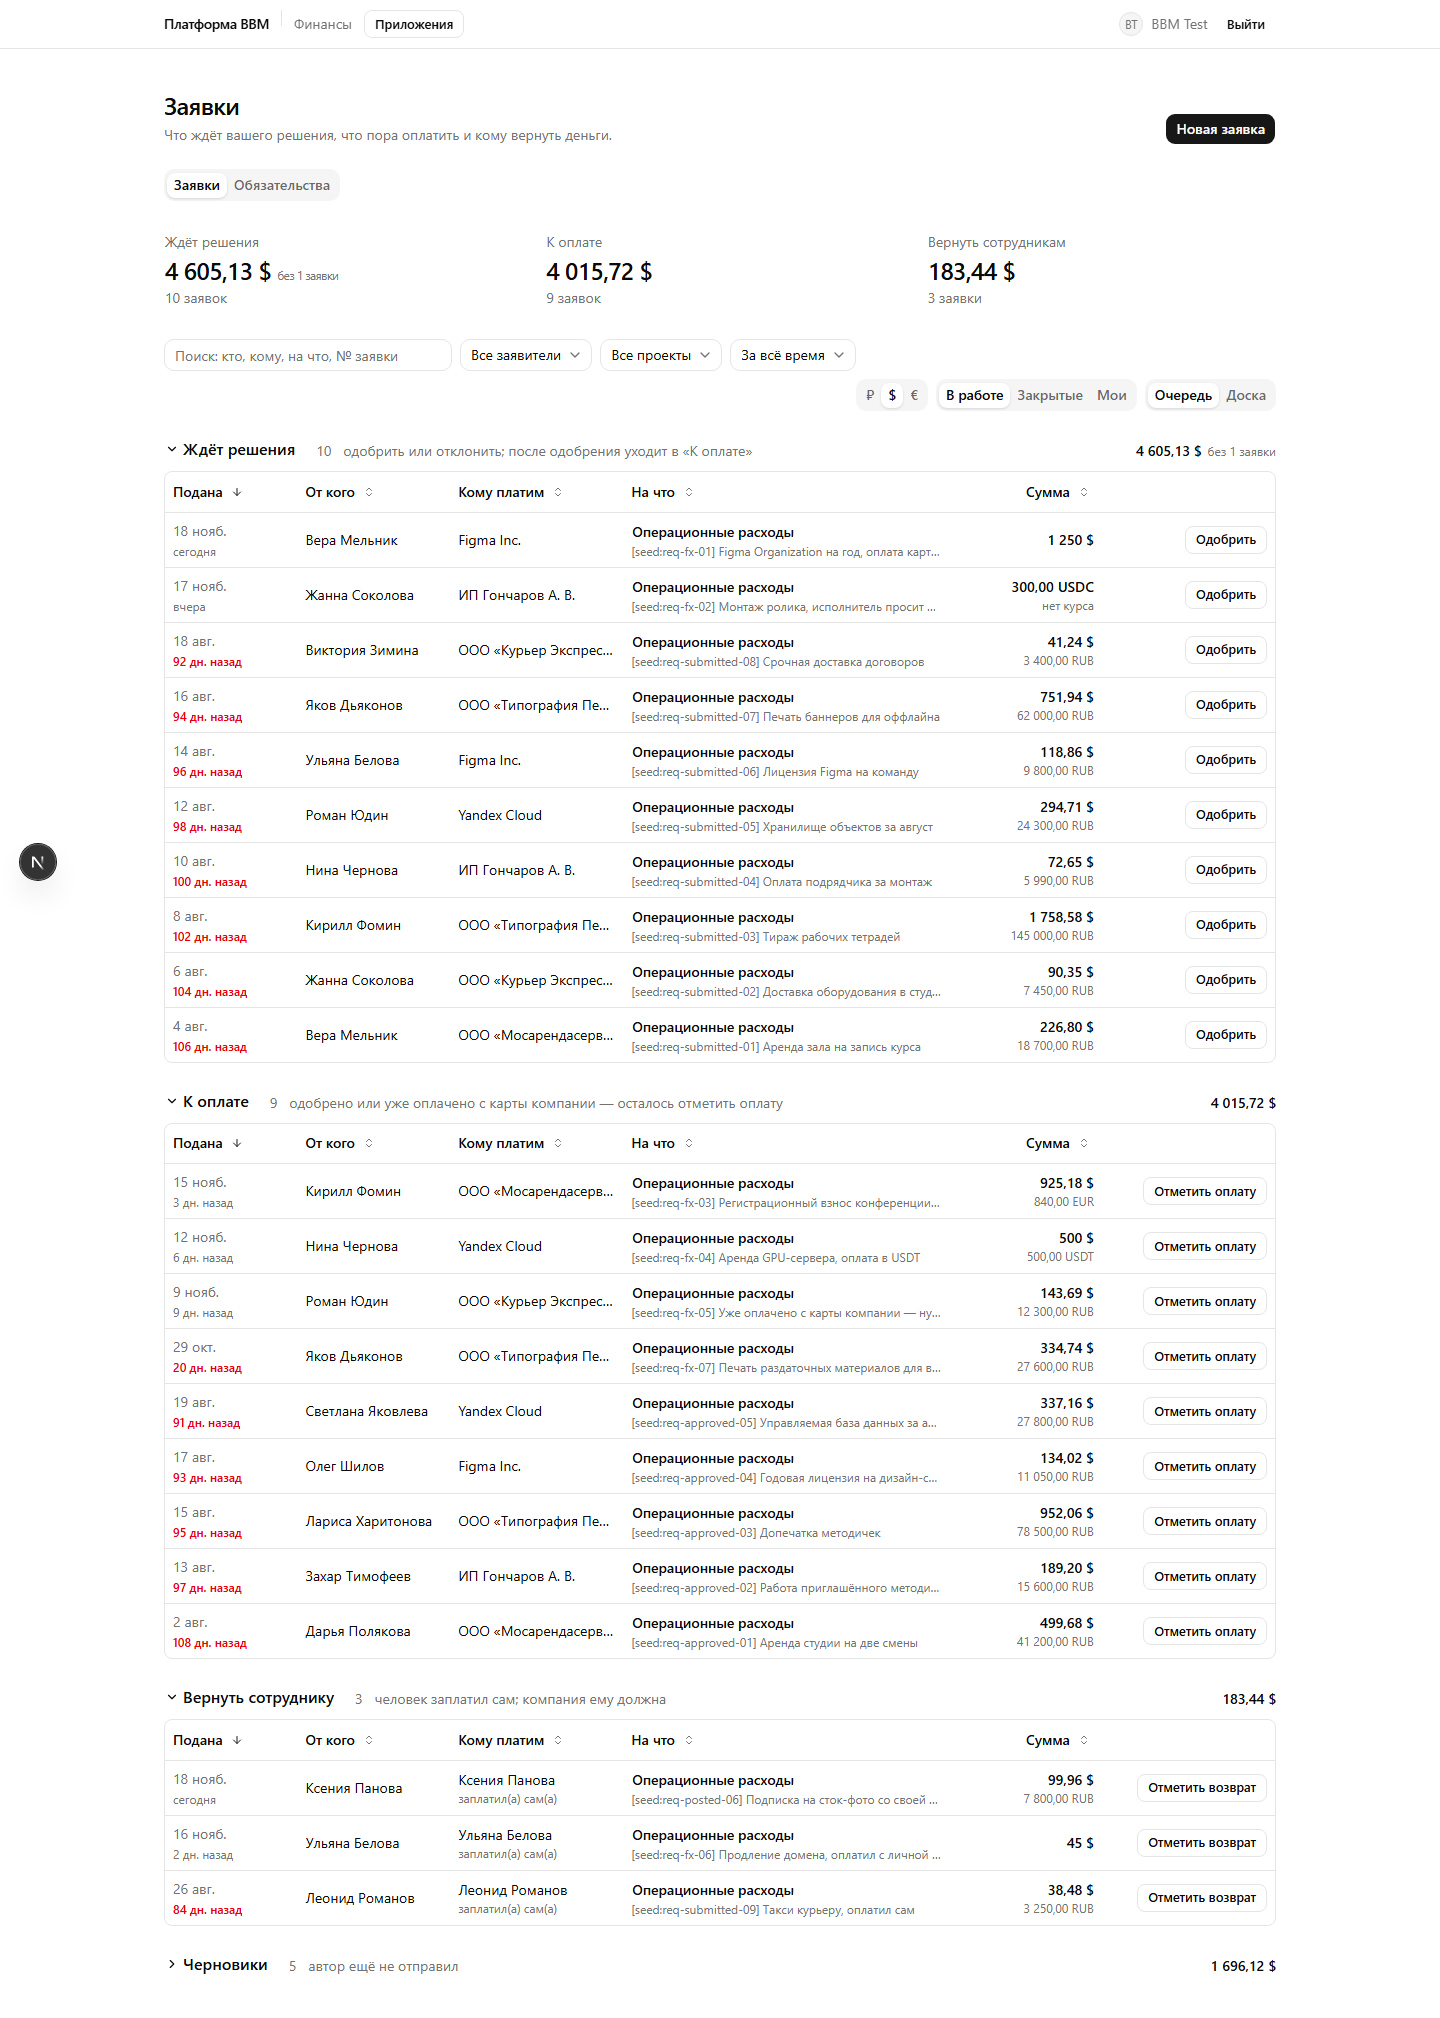 Платформа BBM Финансы Приложения BT BBM Test Выйти
Заявки
Что ждёт вашего решения, что пора оплатить и кому вернуть деньги.
Новая заявка
Заявки Обязательства
Ждёт решения К оплате Вернуть сотрудникам
4 605,13 $ без 1 заявки 4 015,72 $ 183,44 $
10 заявок 9 заявок 3 заявки
Поиск: кто, кому, на что, № заявки Все заявители Все проекты За всё время
₽ $ € В работе Закрытые Мои Очередь Доска
Ждёт решения 10 одобрить или отклонить; после одобрения уходит в «К оплате» 4 605,13 $ без 1 заявки
Подана От кого Кому платим На что Сумма
18 нояб. Операционные расходы
сегодня Вера Мельник Figma Inc. [seed:req-fx-01] Figma Organization на год, оплата карт... 1 250 $ Одобрить
17 нояб. Операционные расходы 300,00 USDC
вчера Жанна Соколова ИП Гончаров А. В. [seed:req-fx-02] Монтаж ролика, исполнитель просит ... нет курса Одобрить
18 авг. Операционные расходы 41,24 $
92 дн. назад Виктория Зимина ООО «Курьер Экспрес... [seed:req-submitted-08] Срочная доставка договоров 3 400,00 RUB Одобрить
16 авг. Операционные расходы 751,94 $
94 дн. назад Яков Дьяконов ООО «Типография Пе... [seed:req-submitted-07] Печать баннеров для оффлайна 62 000,00 RUB Одобрить
14 авг. Операционные расходы 118,86 $
96 дн. назад Ульяна Белова Figma Inc. [seed:req-submitted-06] Лицензия Figma на команду 9 800,00 RUB Одобрить
12 авг. Операционные расходы 294,71 $
98 дн. назад Роман Юдин Yandex Cloud [seed:req-submitted-05] Хранилище объектов за август 24 300,00 RUB Одобрить
10 авг. Операционные расходы 72,65 $
100 дн. назад Нина Чернова ИП Гончаров А. В. [seed:req-submitted-04] Оплата подрядчика за монтаж 5 990,00 RUB Одобрить
8 авг. Операционные расходы 1 758,58 $
102 дн. назад Кирилл Фомин ООО «Типография Пе... [seed:req-submitted-03] Тираж рабочих тетрадей 145 000,00 RUB Одобрить
6 авг. Операционные расходы 90,35 $
104 дн. назад Жанна Соколова ООО «Курьер Экспрес... [seed:req-submitted-02] Доставка оборудования в студ... 7 450,00 RUB Одобрить
4 авг. Операционные расходы 226,80 $
106 дн. назад Вера Мельник ООО «Мосарендасерв... [seed:req-submitted-01] Аренда зала на запись курса 18 700,00 RUB Одобрить
К оплате 9 одобрено или уже оплачено с карты компании — осталось отметить оплату 4 015,72 $
Подана От кого Кому платим На что Сумма
15 нояб. Операционные расходы 925,18 $
3 дн. назад Кирилл Фомин ООО «Мосарендасерв... [seed:req-fx-03] Регистрационный взнос конференции... 840,00 EUR Отметить оплату
12 нояб. Операционные расходы 500 $
6 дн. назад Нина Чернова Yandex Cloud [seed:req-fx-04] Аренда GPU-сервера, оплата в USDT 500,00 USDT Отметить оплату
9 нояб. Операционные расходы 143,69 $
9 дн. назад Роман Юдин ООО «Курьер Экспрес... [seed:req-fx-05] Уже оплачено с карты компании — ну... 12 300,00 RUB Отметить оплату
29 окт. Операционные расходы 334,74 $
20 дн. назад Яков Дьяконов ООО «Типография Пе... [seed:req-fx-07] Печать раздаточных материалов для в... 27 600,00 RUB Отметить оплату
19 авг. Операционные расходы 337,16 $
91 дн. назад Светлана Яковлева Yandex Cloud [seed:req-approved-05] Управляемая база данных за а... 27 800,00 RUB Отметить оплату
17 авг. Операционные расходы 134,02 $
93 дн. назад Олег Шилов Figma Inc. [seed:req-approved-04] Годовая лицензия на дизайн-с... 11 050,00 RUB Отметить оплату
15 авг. Операционные расходы 952,06 $
95 дн. назад Лариса Харитонова ООО «Типография Пе... [seed:req-approved-03] Допечатка методичек 78 500,00 RUB Отметить оплату
13 авг. Операционные расходы 189,20 $
97 дн. назад Захар Тимофеев ИП Гончаров А. В. [seed:req-approved-02] Работа приглашённого методи... 15 600,00 RUB Отметить оплату
2 авг. Операционные расходы 499,68 $
108 дн. назад Дарья Полякова ООО «Мосарендасерв... [seed:req-approved-01] Аренда студии на две смены 41 200,00 RUB Отметить оплату
Вернуть сотруднику 3 человек заплатил сам; компания ему должна 183,44 $
Подана От кого Кому платим На что Сумма
18 нояб. Ксения Панова Операционные расходы 99,96 $
сегодня Ксения Панова заплатил(а) сам(а) [seed:req-posted-06] Подписка на сток-фото со своей ... 7 800,00 RUB Отметить возврат
16 нояб. Ульяна Белова Операционные расходы
2 дн. назад Ульяна Белова заплатил(а) сам(а) [seed:req-fx-06] Продление домена, оплатил с личной ... 45 $ Отметить возврат
26 авг. Леонид Романов Операционные расходы 38,48 $
84 дн. назад Леонид Романов заплатил(а) сам(а) [seed:req-submitted-09] Такси курьеру, оплатил сам 3 250,00 RUB Отметить возврат
Черновики 5 автор ещё не отправил 1 696,12 $